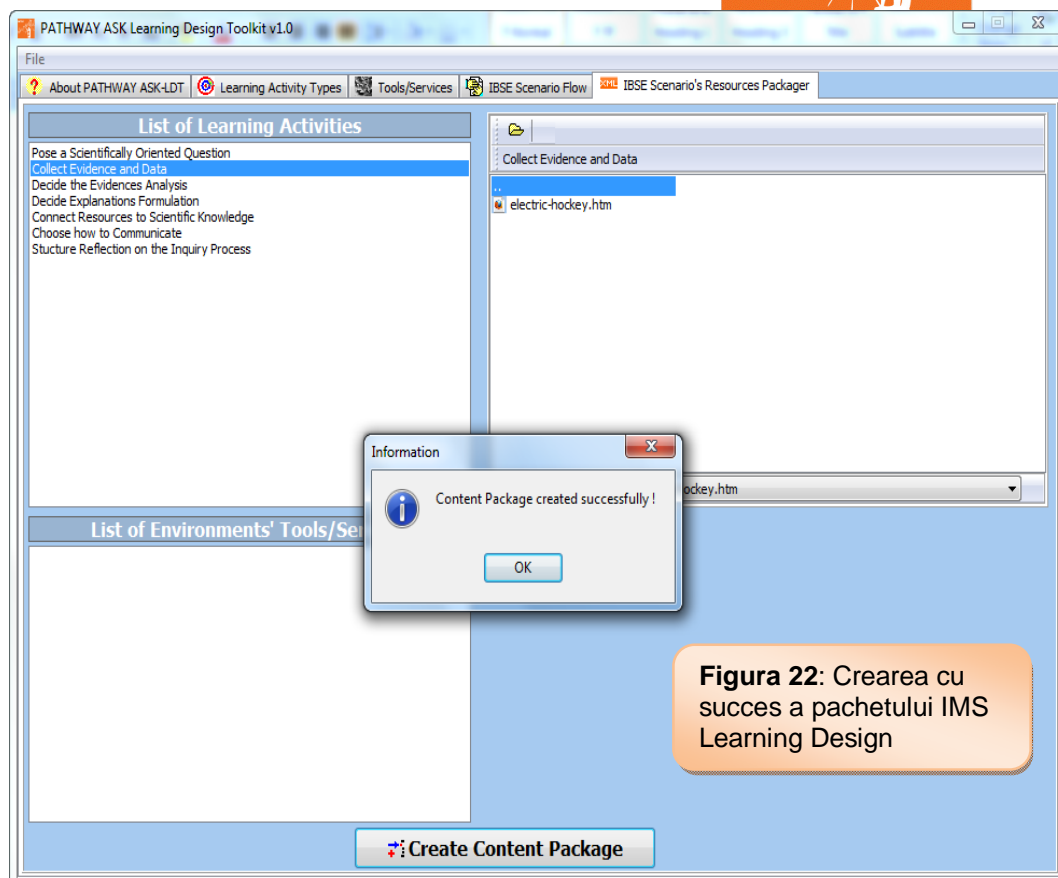 PATHWAY ASK Learning Design Toolkit v1.0
File
About PATHWAY ASK-LDT
Learning Activity Types
Tools/Services
IBSE Scenario Flow
XML
IBSE Scenario's Resources Packager
List of Learning Activities
Pose a Scientifically Oriented Question
Collect Evidence and Data
Decide the Evidences Analysis
Decide Explanations Formulation
Connect Resources to Scientific Knowledge
Choose how to Communicate
Stucture Reflection on the Inquiry Process
Collect Evidence and Data
..
electric-hockey.htm
ockey.htm
Information
Content Package created successfully !
OK
List of Environments' Tools/Se
Figura 22: Crearea cu
succes a pachetului IMS
Learning Design
Create Content Package